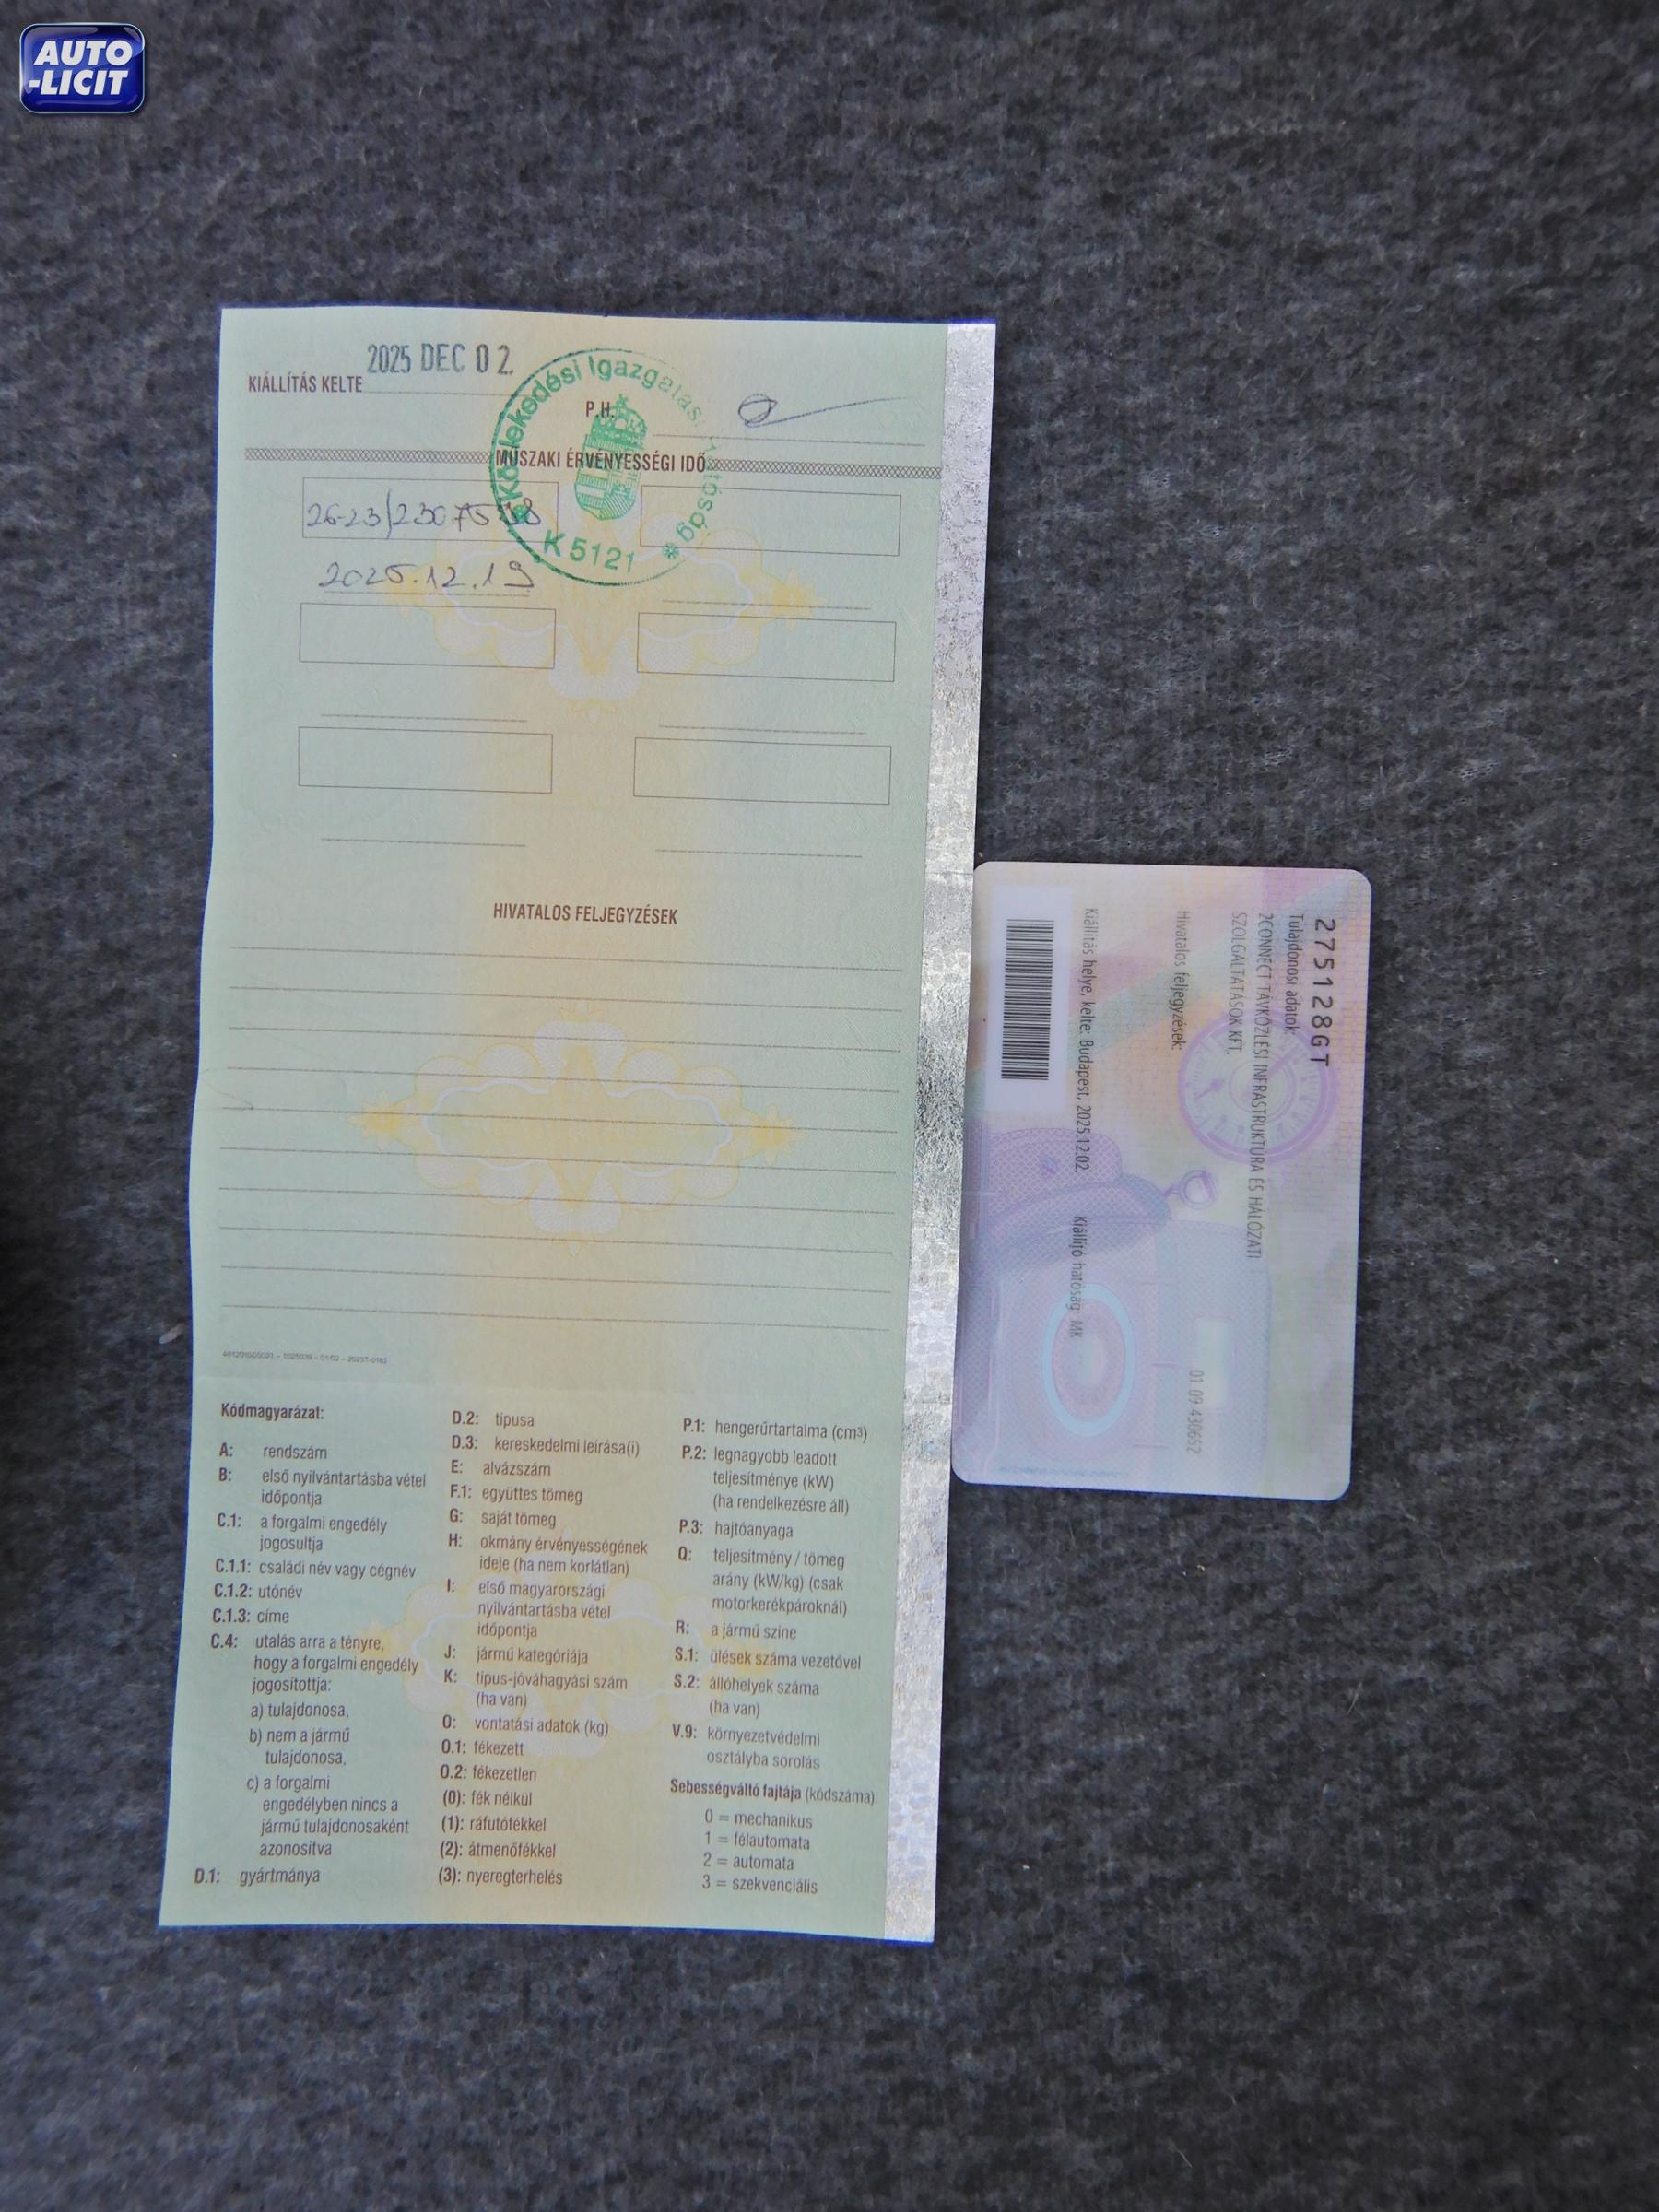 AUTO
-LICIT
KIÁLLÍTÁS KELTE 2025 DEC 02.
P.H.
Közlekedési Igazgatási Hatóság
K 5121
MŰSZAKI ÉRVÉNYESSÉGI IDŐ
2025.12.19
HIVATALOS FELJEGYZÉSEK
Kódmagyarázat:
A: rendszám
B: első nyilvántartásba vétel
időpontja
C.1: a forgalmi engedély
jogosultja
C.1.1: családi név vagy cégnév
C.1.2: utónév
C.1.3: címe
C.4: utalás arra a tényre,
hogy a forgalmi engedély
jogosítottja:
a) tulajdonosa,
b) nem a jármű
tulajdonosa,
c) a forgalmi
engedélyben nincs a
jármű tulajdonosaként
azonosítva
D.1: gyártmánya
D.2: típusa
D.3: kereskedelmi leírása(i)
E: alvázszám
F.1: együttes tömeg
G: saját tömeg
H: okmány érvényességének
ideje (ha nem korlátlan)
I: első magyarországi
nyilvántartásba vétel
időpontja
J: jármű kategóriája
K: típus-jóváhagyási szám
(ha van)
O: vontatási adatok (kg)
O.1: fékezett
O.2: fékezetlen
(0): fék nélkül
(1): ráfutófékkel
(2): átmenőfékkel
(3): nyeregterhelés
P.1: hengerűrtartalma (cm³)
P.2: legnagyobb leadott
teljesítménye (kW)
(ha rendelkezésre áll)
P.3: hajtóanyaga
Q: teljesítmény / tömeg
arány (kW/kg) (csak
motorkerékpároknál)
R: a jármű színe
S.1: ülések száma vezetővel
S.2: állóhelyek száma
(ha van)
V.9: környezetvédelmi
osztályba sorolás
Sebességváltó fajtája (kódszáma):
0 = mechanikus
1 = félautomata
2 = automata
3 = szekvenciális
2751128GT
Tulajdonosi adatok:
2CONNECT TÁVKÖZLÉSI INFRASTRUKTÚRA ÉS HÁLÓZATI
SZOLGÁLTATÁSOK KFT.
01 09 430652
Hivatalos feljegyzések:
Kiállítás helye, kelte: Budapest, 2025.12.02. Kiállító hatóság: MK